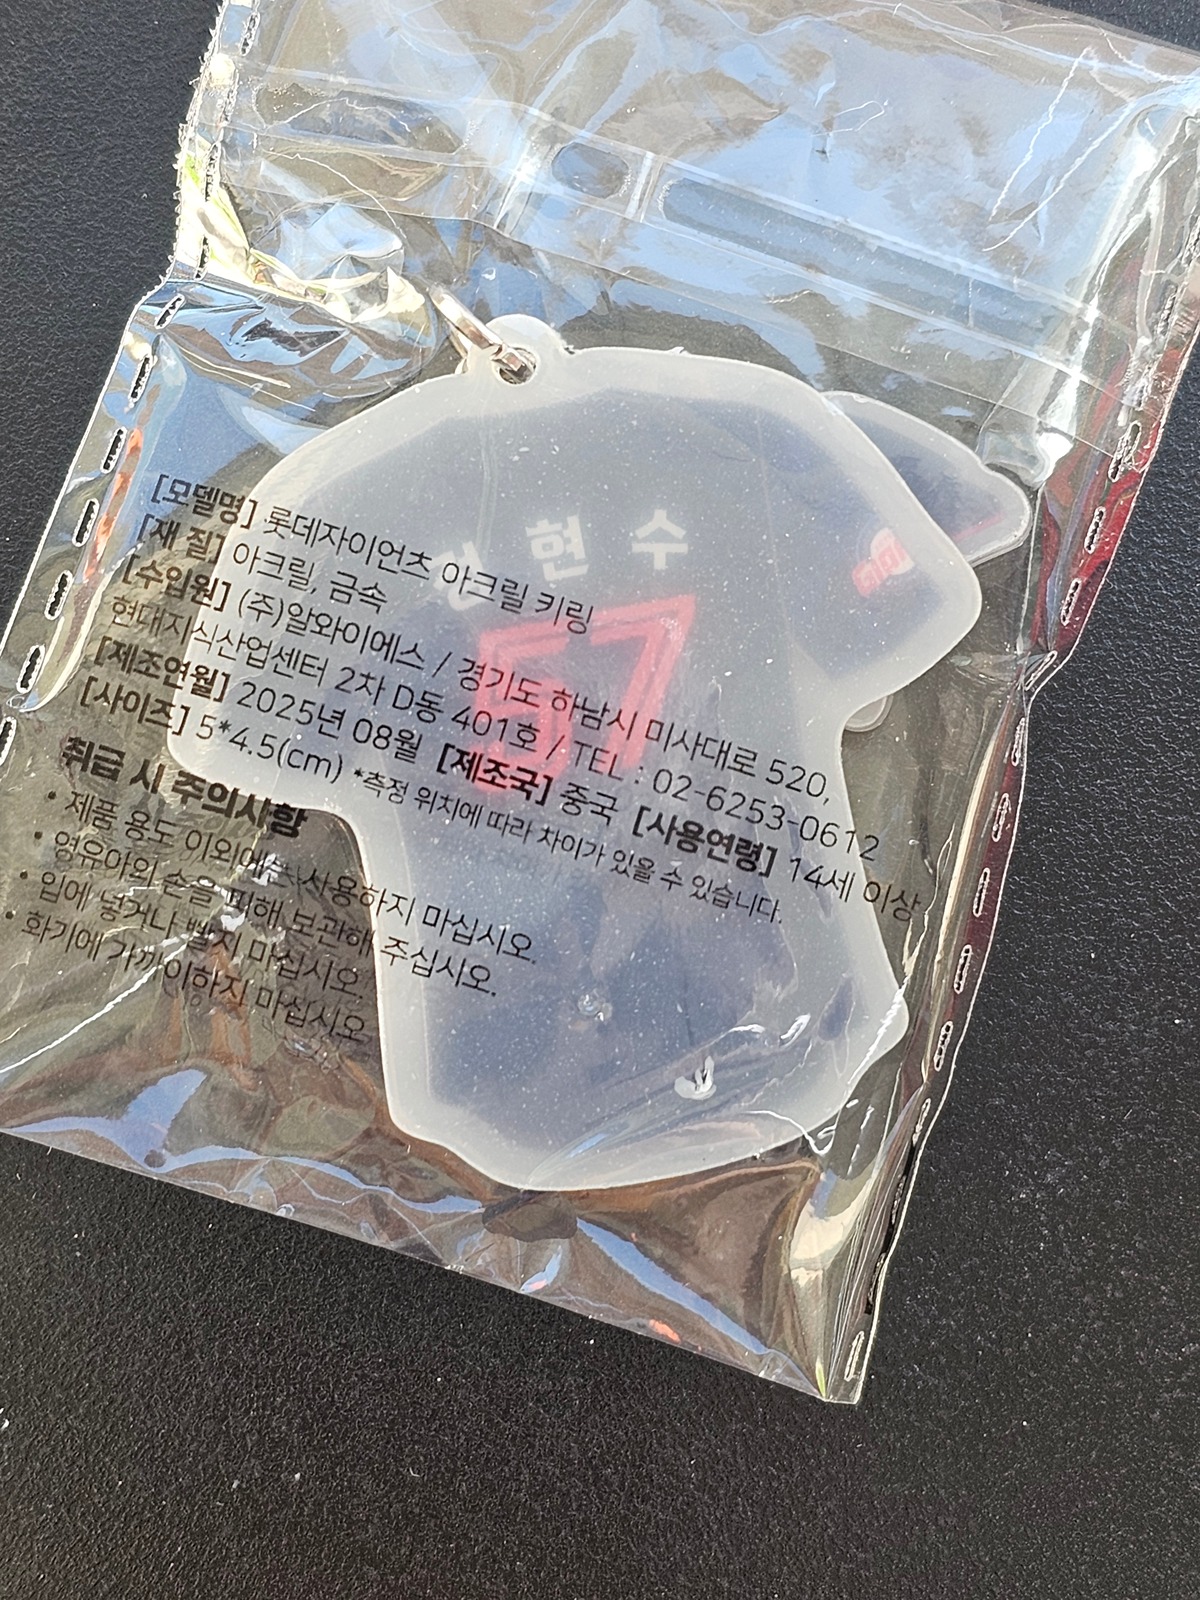 [모델명] 롯데자이언츠 아크릴 키링
[재 질] 아크릴, 금속
[수입원] (주)알와이에스 / 경기도 하남시 미사대로 520,
현대지식산업센터 2차 D동 401호 / TEL : 02-6253-0612
[제조연월] 2025년 08월 [제조국] 중국 [사용연령] 14세 이상
[사이즈] 5*4.5(cm) *측정 위치에 따라 차이가 있을 수 있습니다.
취급 시 주의사항
• 제품 용도 이외에는 사용하지 마십시오.
• 영유아의 손을 피해 보관해 주십시오.
• 입에 넣거나 빨지 마십시오.
• 화기에 가까이하지 마십시오
현 수
57